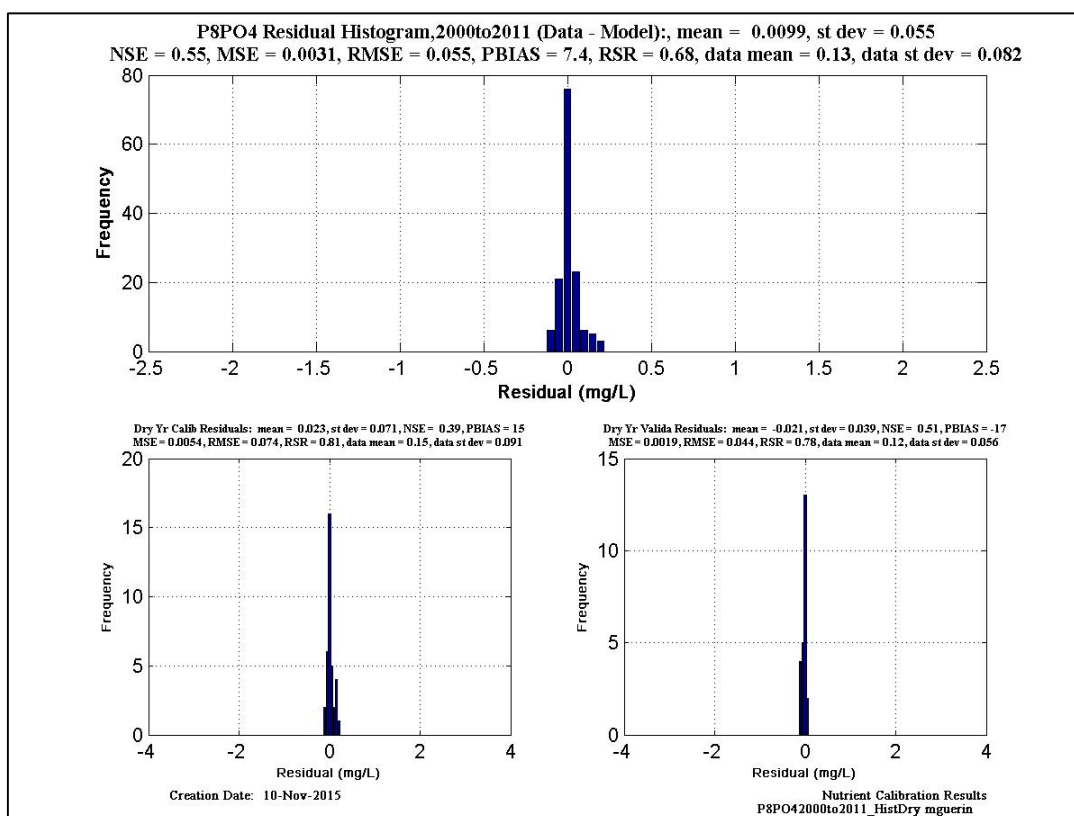 P8PO4 Residual Histogram,2000to2011 (Data - Model):, mean = 0.0099, st dev = 0.055
NSE = 0.55, MSE = 0.0031, RMSE = 0.055, PBIAS = 7.4, RSR = 0.68, data mean = 0.13, data st dev = 0.082
80
60
40
20
0
Frequency
-2.5 -2 -1.5 -1 -0.5 0 0.5 1 1.5 2 2.5
Residual (mg/L)
Dry Yr Calib Residuals: mean = 0.023, st dev = 0.071, NSE = 0.39, PBIAS = 15
MSE = 0.0054, RMSE = 0.074, RSR = 0.81, data mean = 0.15, data st dev = 0.091
20
15
10
5
0
Frequency
-4 -2 0 2 4
Residual (mg/L)
Dry Yr Valida Residuals: mean = -0.021, st dev = 0.039, NSE = 0.51, PBIAS = -17
MSE = 0.0019, RMSE = 0.044, RSR = 0.78, data mean = 0.12, data st dev = 0.056
15
10
5
0
Frequency
-4 -2 0 2 4
Residual (mg/L)
Creation Date: 10-Nov-2015
Nutrient Calibration Results
P8PO42000to2011_HistDry mguerin